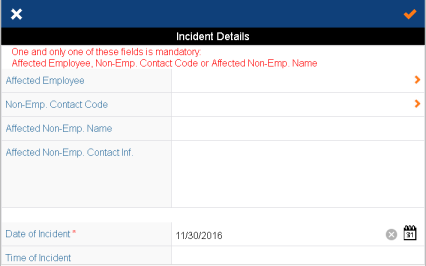 Incident Details
One and only one of these fields is mandatory:
Affected Employee, Non-Emp. Contact Code or Affected Non-Emp. Name
Affected Employee
Non-Emp. Contact Code
Affected Non-Emp. Name
Affected Non-Emp. Contact Inf.
Date of Incident * 11/30/2016 31
Time of Incident